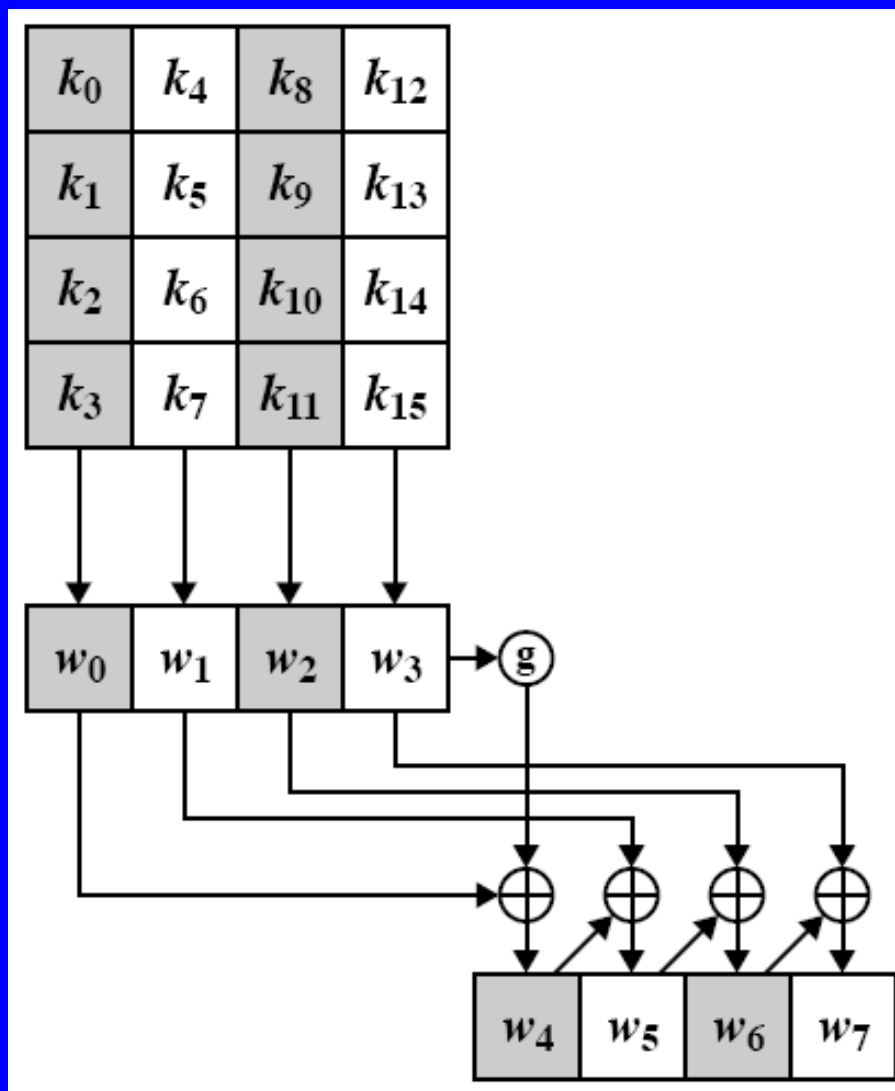 k₀ k₄ k₈ k₁₂
k₁ k₅ k₉ k₁₃
k₂ k₆ k₁₀ k₁₄
k₃ k₇ k₁₁ k₁₅
w₀ w₁ w₂ w₃ g
w₄ w₅ w₆ w₇